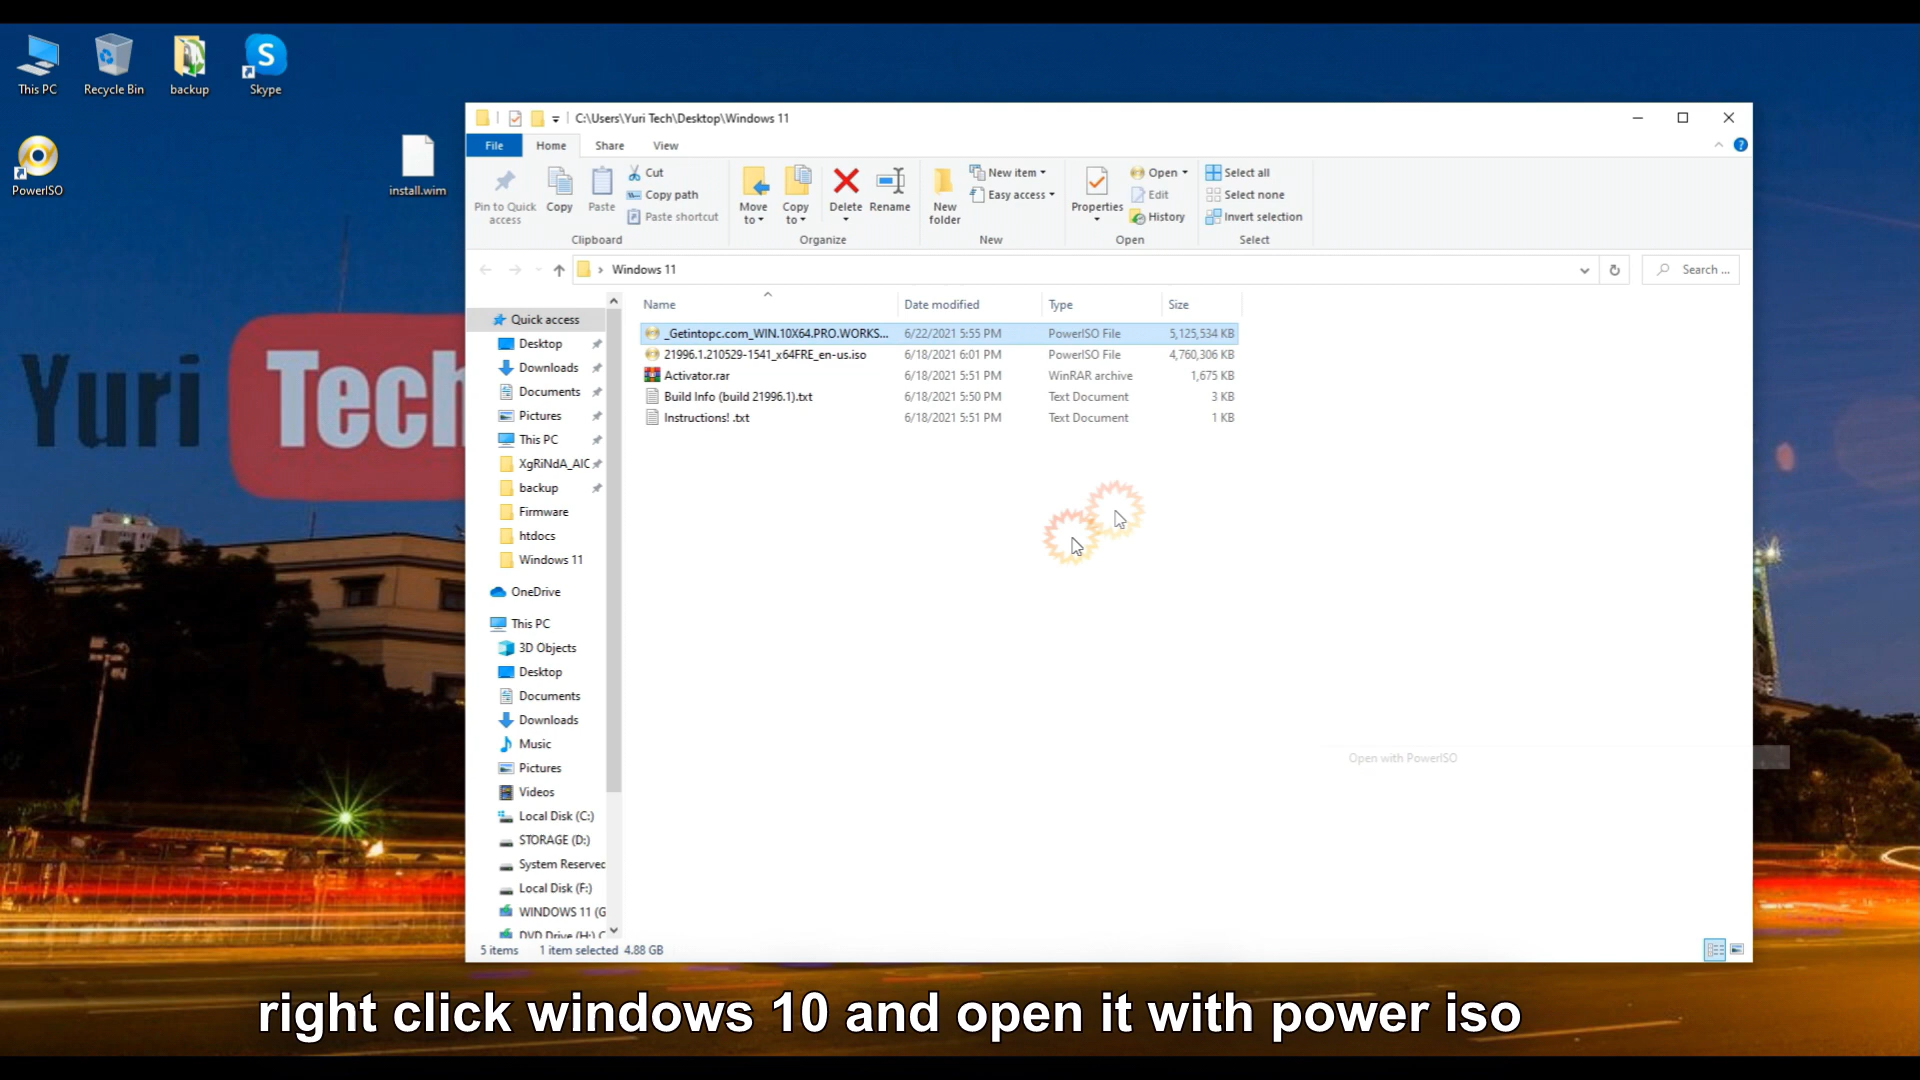 This PC
Recycle Bin
backup
Skype
PowerISO
install.wim
Yuri Tech
C:\Users\Yuri Tech\Desktop\Windows 11
File
Home
Share
View
Pin to Quick access
Copy
Paste
Cut
Copy path
Paste shortcut
Clipboard
Move to
Copy to
Delete
Rename
Organize
New folder
New item
Easy access
New
Properties
Open
Edit
History
Open
Select all
Select none
Invert selection
Select
Windows 11
Search ...
Name
Date modified
Type
Size
_Getintopc.com_WIN.10X64.PRO.WORKS... 6/22/2021 5:55 PM PowerISO File 5,125,534 KB
21996.1.210529-1541_x64FRE_en-us.iso 6/18/2021 6:01 PM PowerISO File 4,760,306 KB
Activator.rar 6/18/2021 5:51 PM WinRAR archive 1,675 KB
Build Info (build 21996.1).txt 6/18/2021 5:50 PM Text Document 3 KB
Instructions! .txt 6/18/2021 5:51 PM Text Document 1 KB
Quick access
Desktop
Downloads
Documents
Pictures
This PC
XgRiNdA_AIC
backup
Firmware
htdocs
Windows 11
OneDrive
This PC
3D Objects
Desktop
Documents
Downloads
Music
Pictures
Videos
Local Disk (C:)
STORAGE (D:)
System Reserved
Local Disk (F:)
WINDOWS 11 (G
DVD Drive (H:) C
Open with PowerISO
5 items
1 item selected 4.88 GB
right click windows 10 and open it with power iso